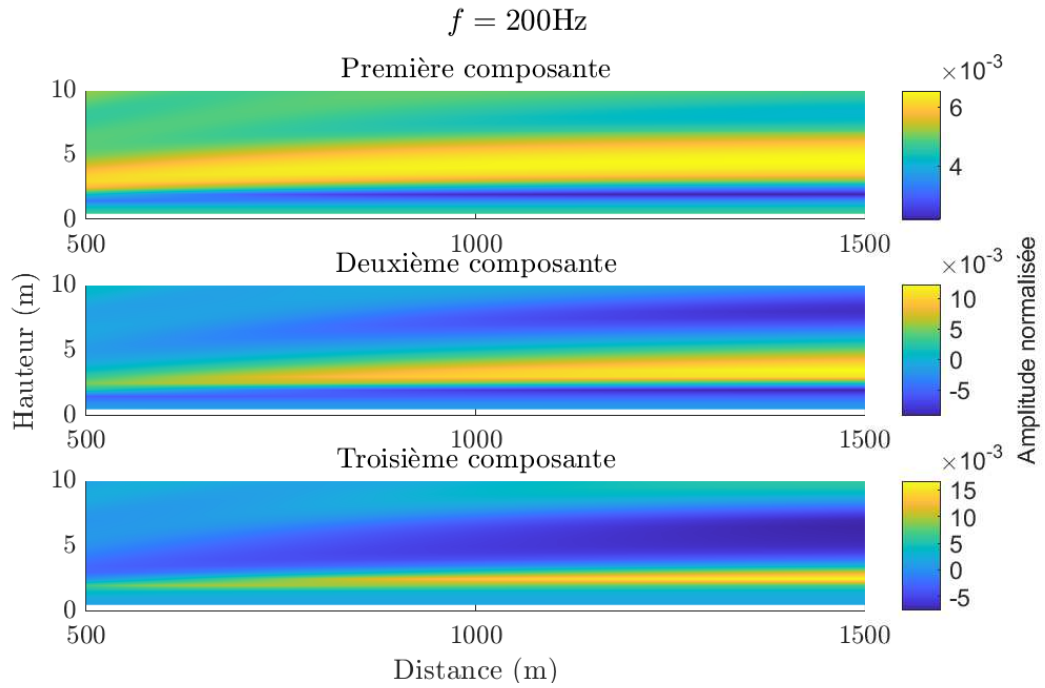 f = 200Hz
Première composante
×10⁻³
10
5
0
6
4
500 1000 1500
Deuxième composante
×10⁻³
10
5
0
10
5
0
-5
500 1000 1500
Troisième composante
×10⁻³
10
5
0
15
10
5
0
-5
500 1000 1500
Hauteur (m)
Distance (m)
Amplitude normalisée